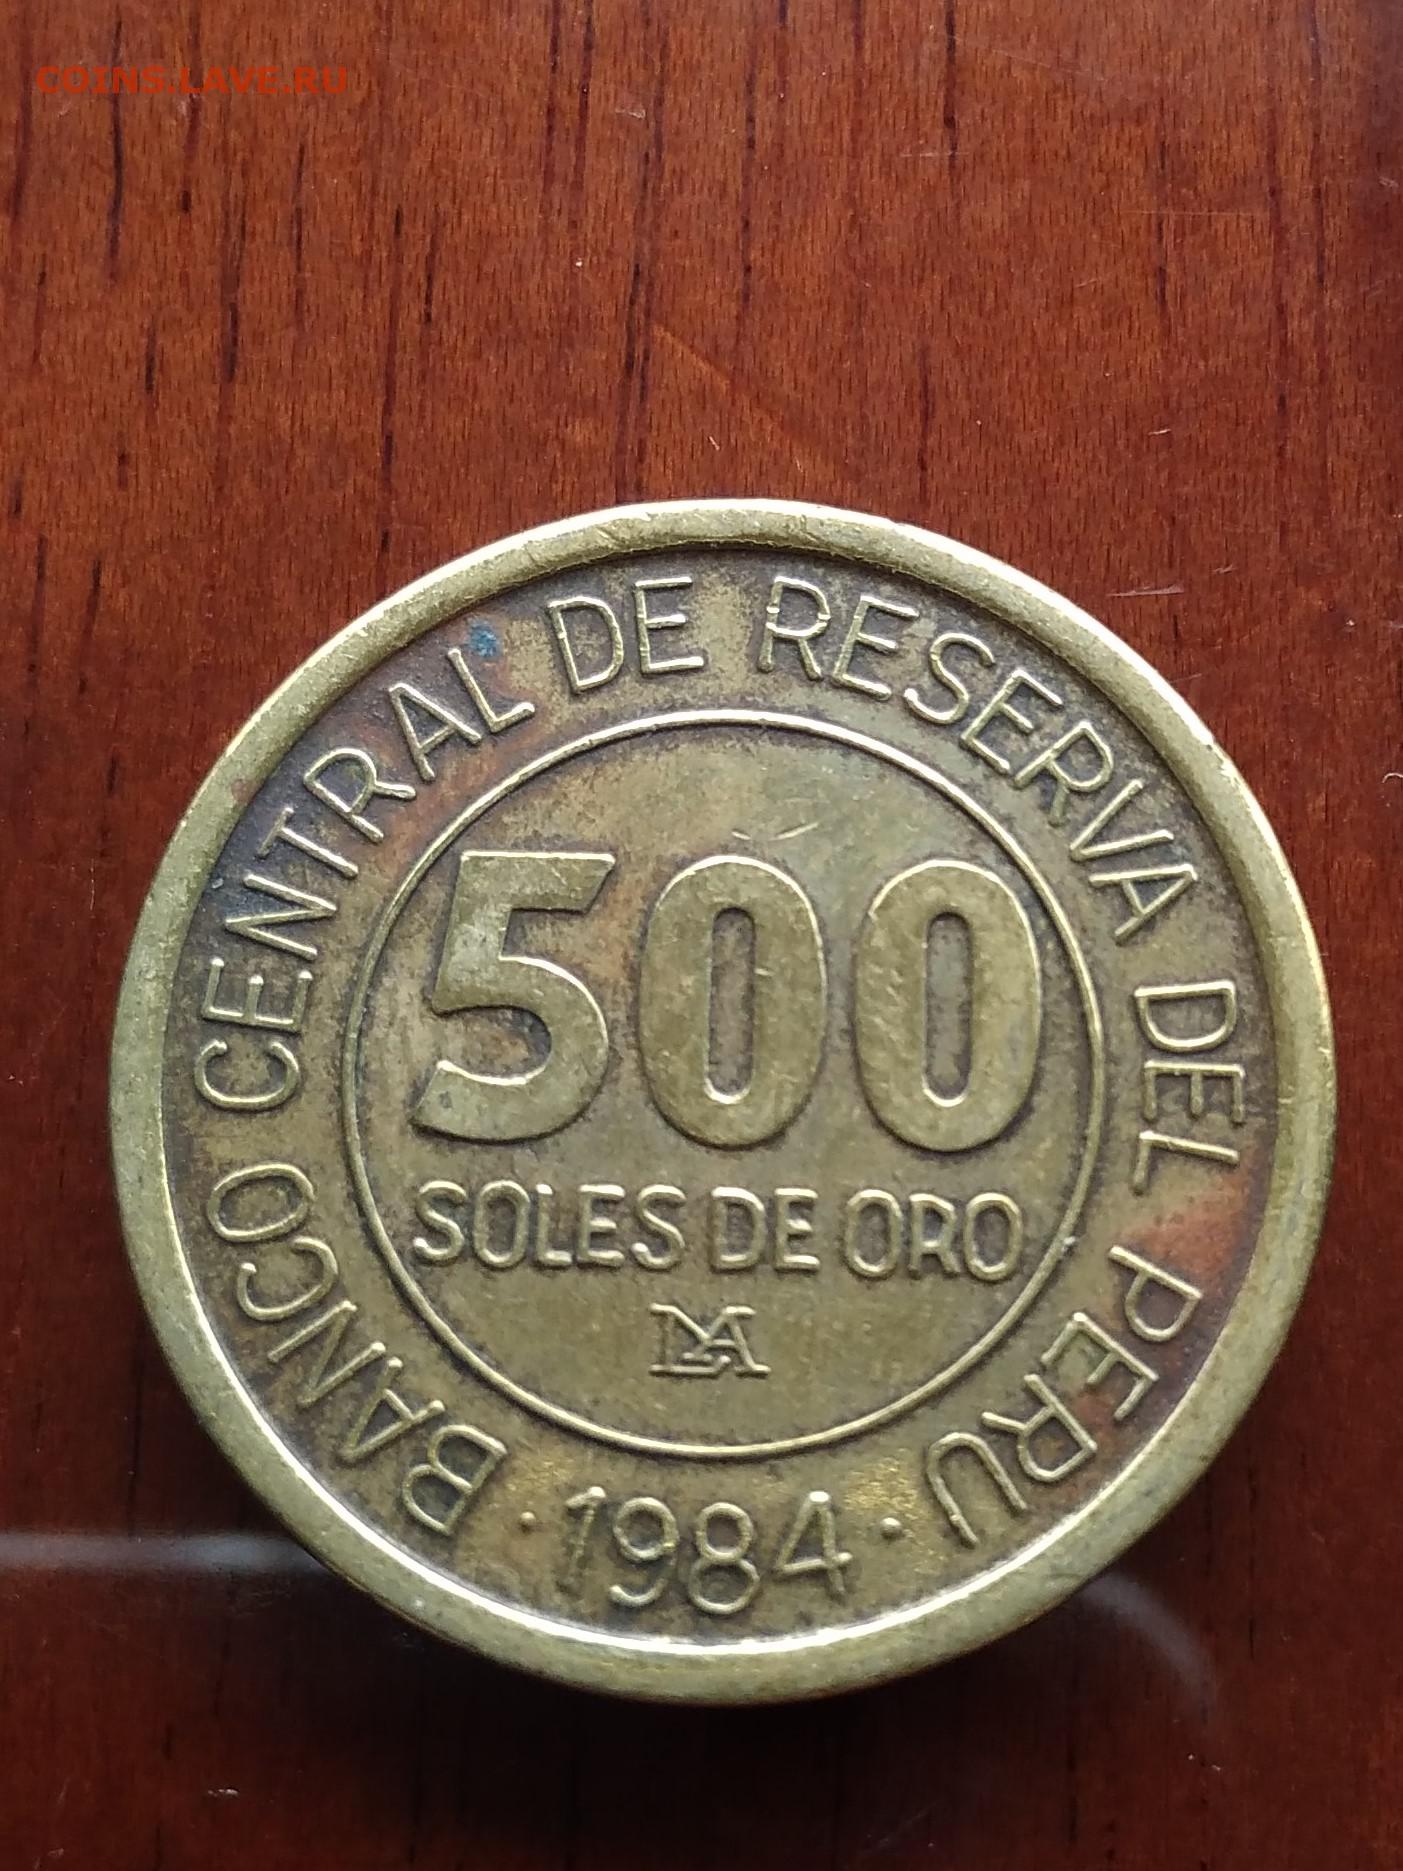 COINS.LAVE.RU
BANCO CENTRAL DE RESERVA DEL PERU
500
SOLES DE ORO
LMA
· 1984 ·